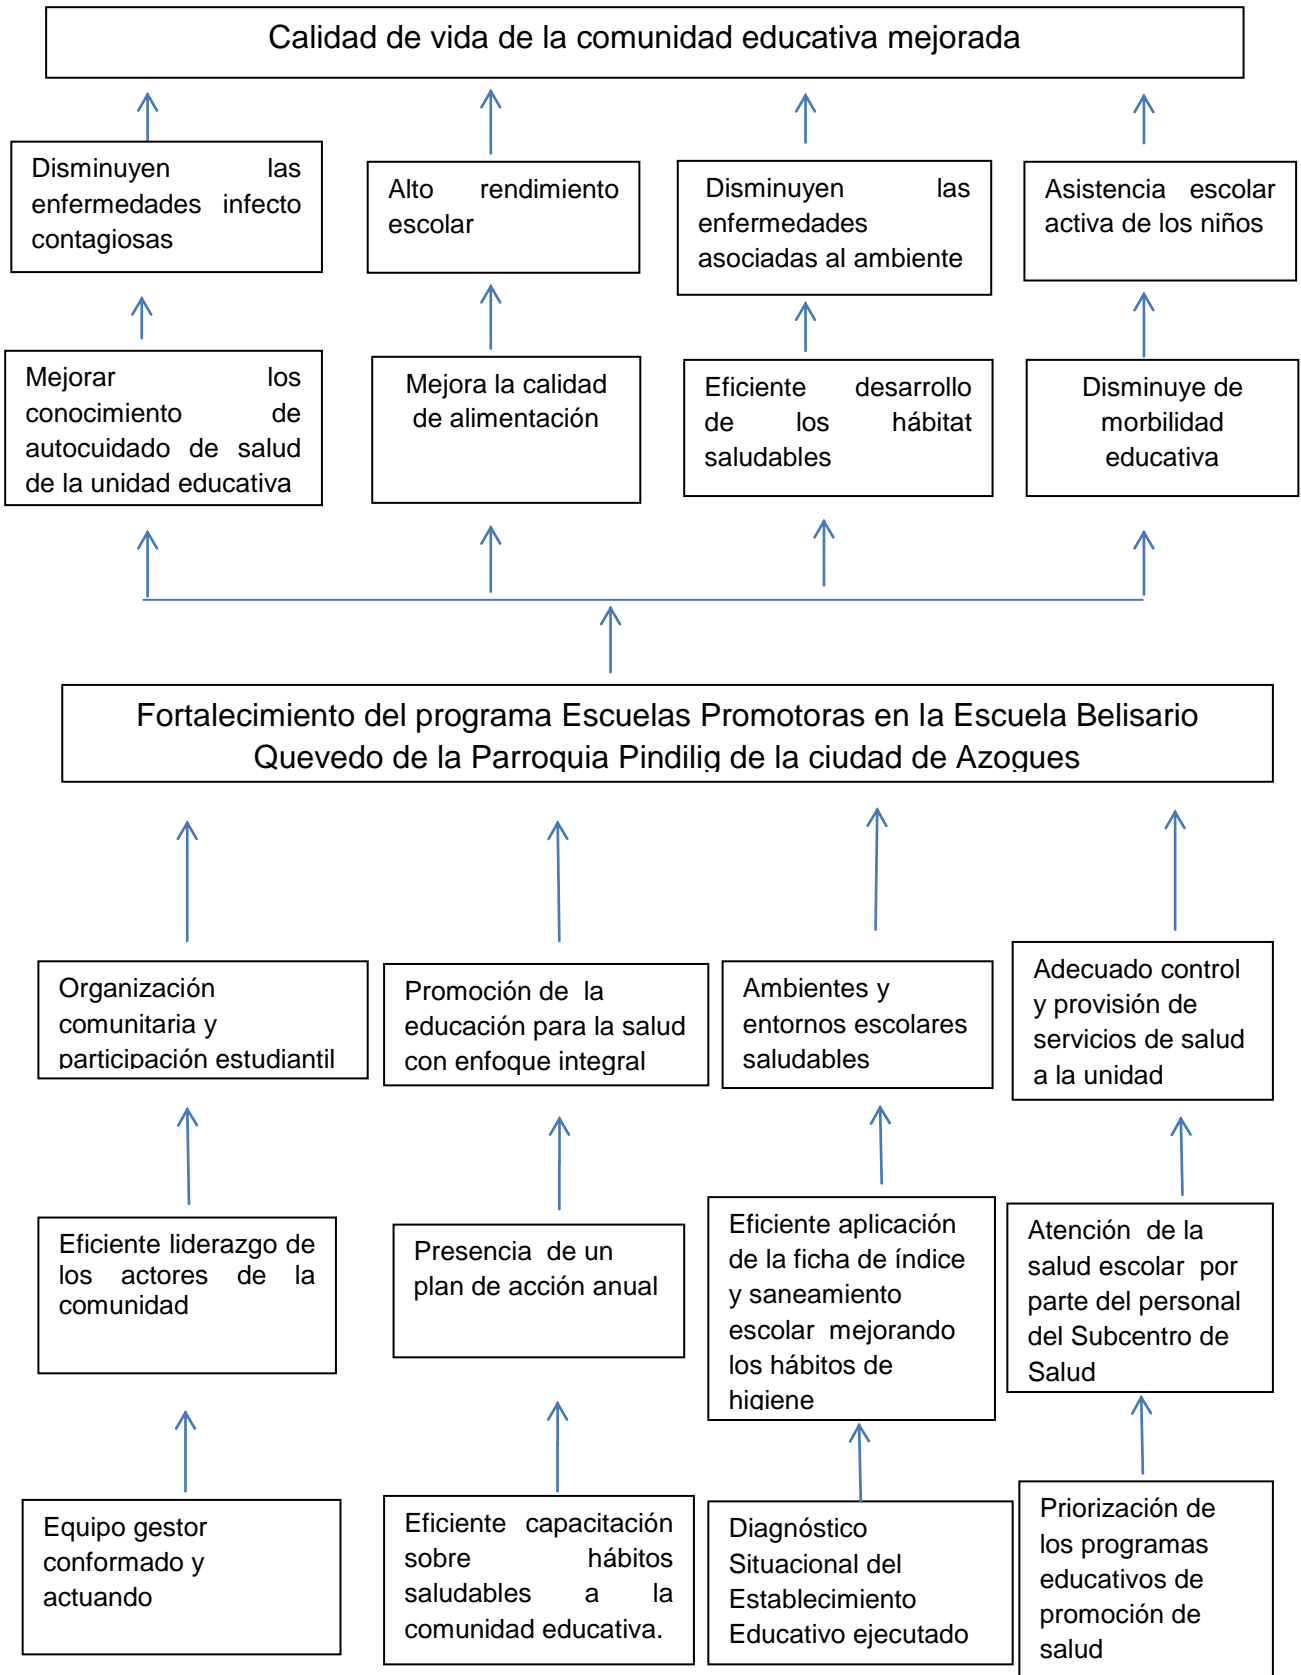 Calidad de vida de la comunidad educativa mejorada
Disminuyen las
enfermedades infecto
contagiosas
Alto rendimiento
escolar
Disminuyen las
enfermedades
asociadas al ambiente
Asistencia escolar
activa de los niños
Mejorar los
conocimiento de
autocuidado de salud
de la unidad educativa
Mejora la calidad
de alimentación
Eficiente desarrollo
de los hábitat
saludables
Disminuye de
morbilidad
educativa
Fortalecimiento del programa Escuelas Promotoras en la Escuela Belisario
Quevedo de la Parroquia Pindilig de la ciudad de Azogues
Organización
comunitaria y
participación estudiantil
Promoción de la
educación para la salud
con enfoque integral
Ambientes y
entornos escolares
saludables
Adecuado control
y provisión de
servicios de salud
a la unidad
Eficiente liderazgo de
los actores de la
comunidad
Presencia de un
plan de acción anual
Eficiente aplicación
de la ficha de índice
y saneamiento
escolar mejorando
los hábitos de
higiene
Atención de la
salud escolar por
parte del personal
del Subcentro de
Salud
Equipo gestor
conformado y
actuando
Eficiente capacitación
sobre hábitos
saludables a la
comunidad educativa.
Diagnóstico
Situacional del
Establecimiento
Educativo ejecutado
Priorización de
los programas
educativos de
promoción de
salud